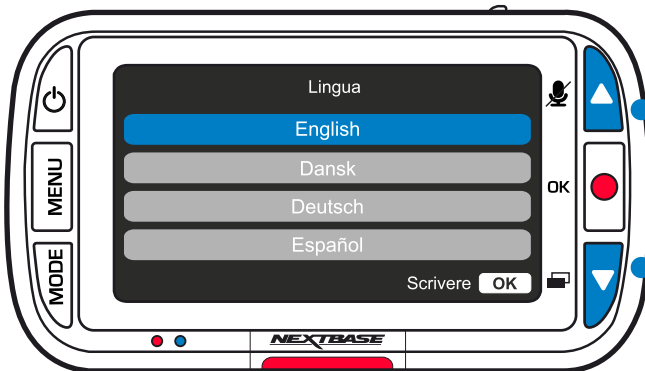 Lingua
English
Dansk
Deutsch
Español
Scrivere OK
MENU
MODE
OK
NEXTBASE